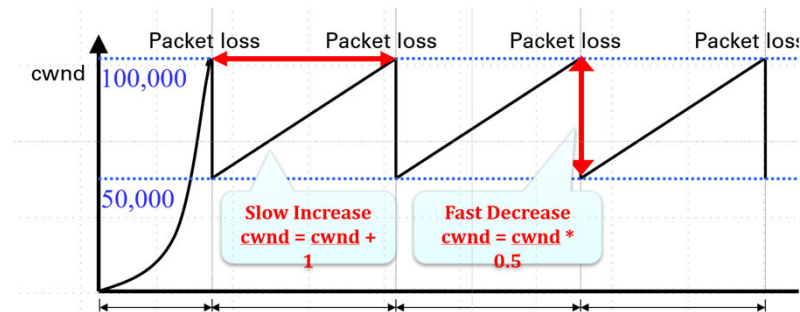 Packet loss Packet loss Packet loss Packet loss
cwnd
100,000
50,000
Slow Increase
cwnd = cwnd +
1
Fast Decrease
cwnd = cwnd *
0.5